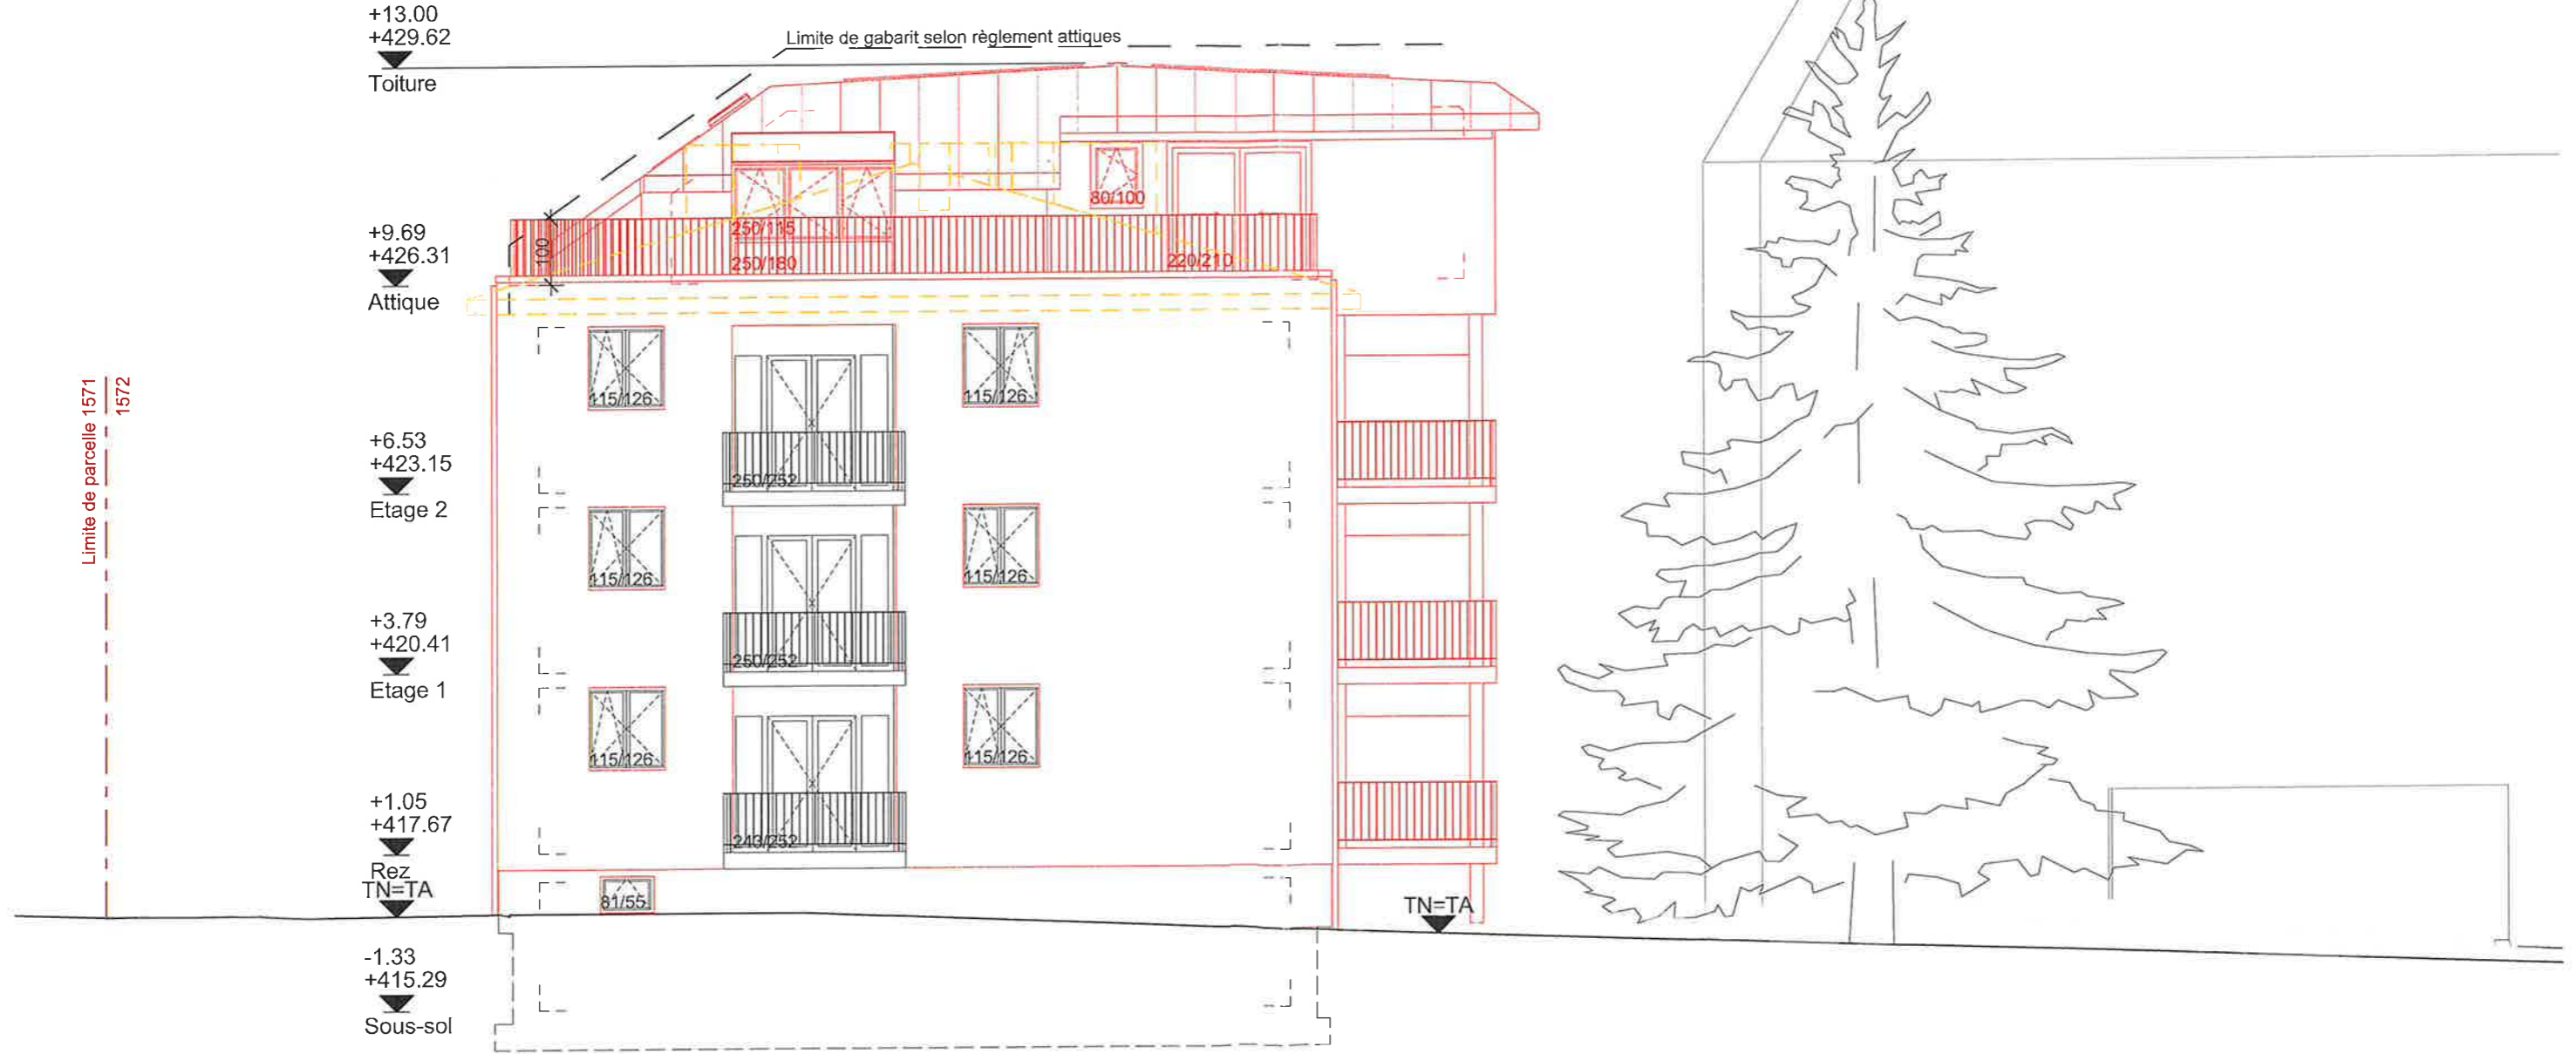 +13.00
+429.62
Toiture
Limite de gabarit selon règlement attiques
80/100
250/115
250/180
220/210
100
+9.69
+426.31
Attique
115/126
115/126
250/252
+6.53
+423.15
Etage 2
Limite de parcelle 1571
1572
115/126
115/126
250/252
+3.79
+420.41
Etage 1
115/126
115/126
243/252
+1.05
+417.67
Rez
TN=TA
81/55
TN=TA
-1.33
+415.29
Sous-sol